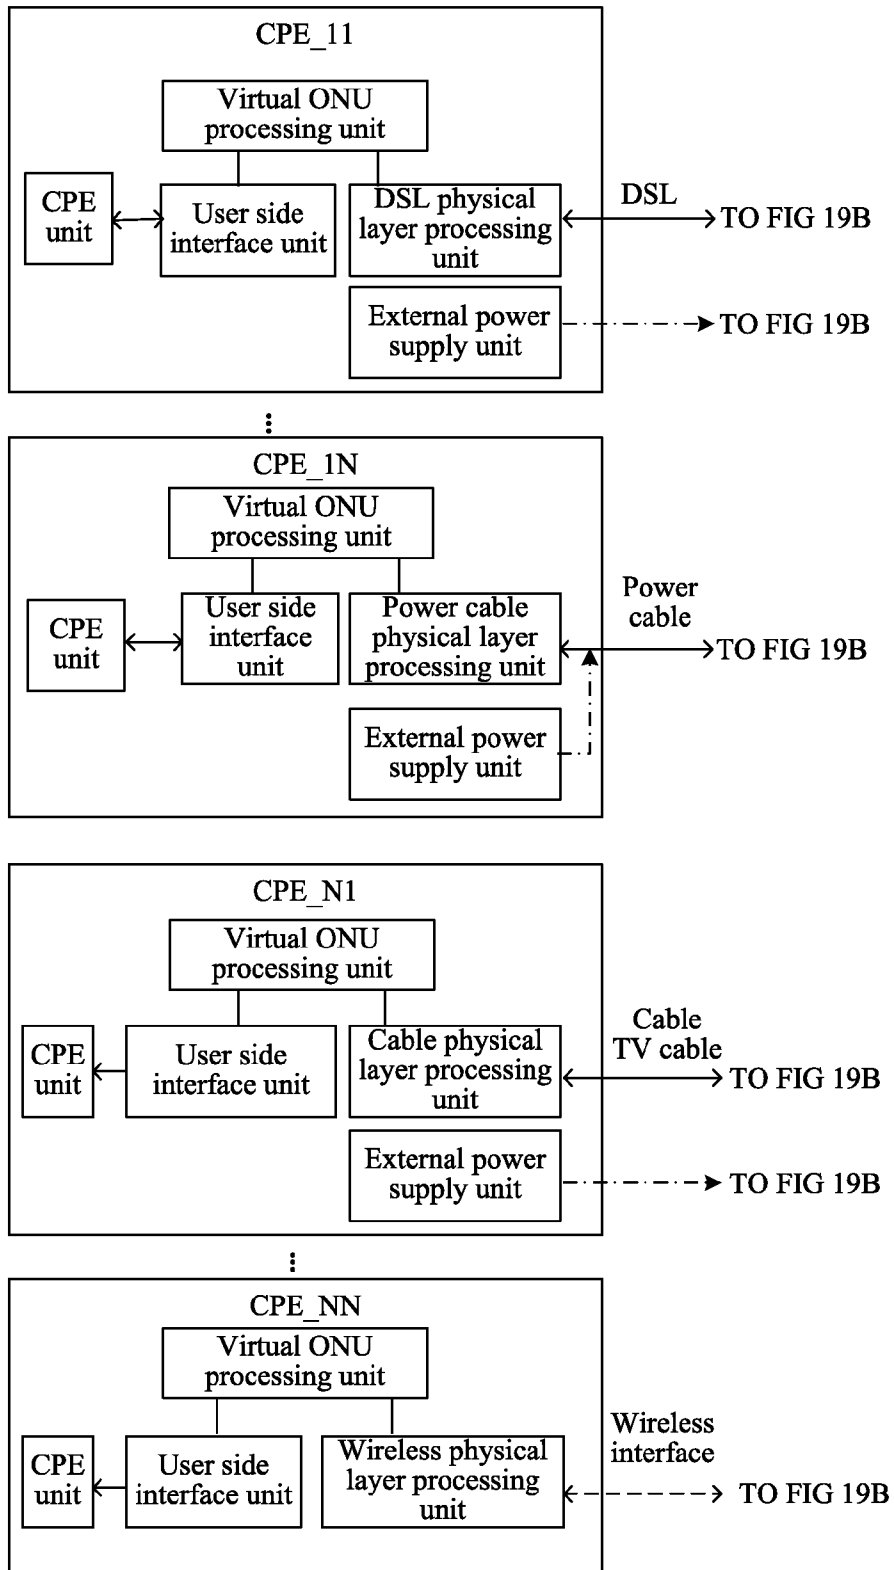 CPE_11
Virtual ONU
processing unit
CPE
unit
User side
interface unit
DSL physical
layer processing
unit
DSL
TO FIG 19B
External power
supply unit
TO FIG 19B
CPE_1N
Virtual ONU
processing unit
CPE
unit
User side
interface
unit
Power cable
physical layer
processing unit
Power
cable
TO FIG 19B
External power
supply unit
CPE_N1
Virtual ONU
processing unit
CPE
unit
User side
interface unit
Cable physical
layer processing
unit
Cable
TV cable
TO FIG 19B
External power
supply unit
TO FIG 19B
CPE_NN
Virtual ONU
processing unit
CPE
unit
User side
interface unit
Wireless physical
layer processing
unit
Wireless
interface
TO FIG 19B